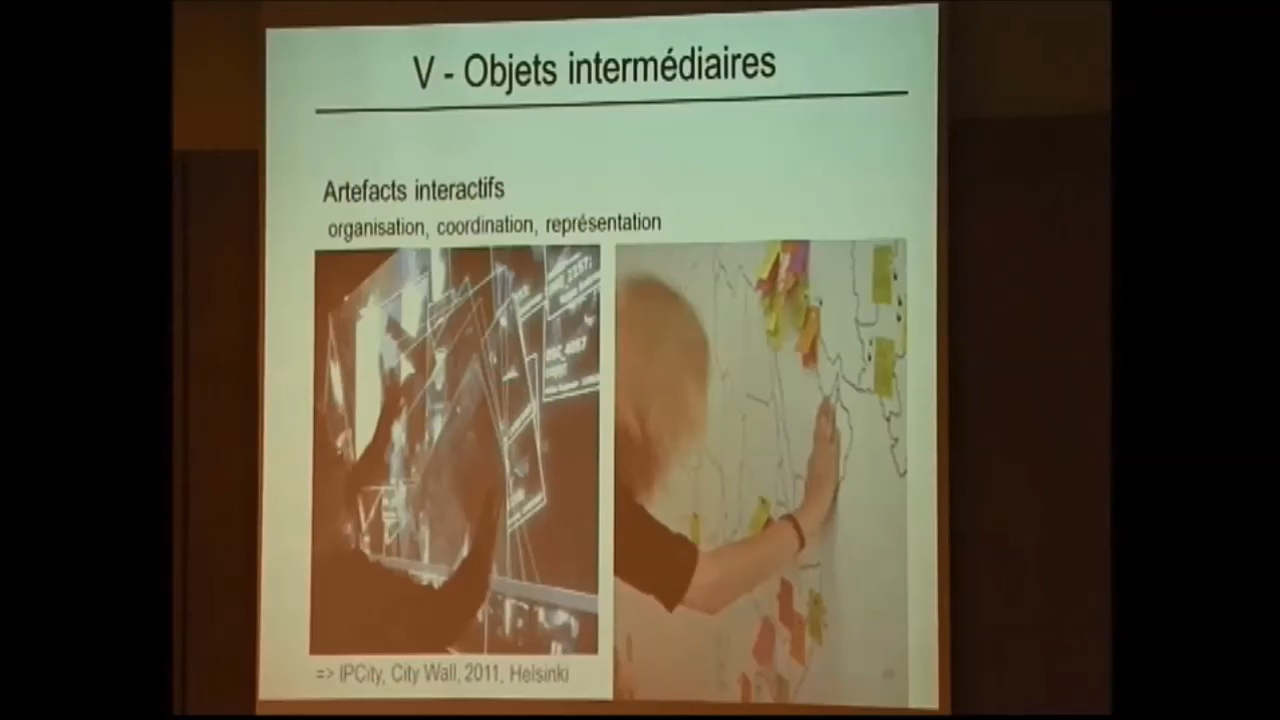 V - Objets intermédiaires
Artefacts interactifs
organisation, coordination, représentation
=> IPCity, City Wall, 2011, Helsinki